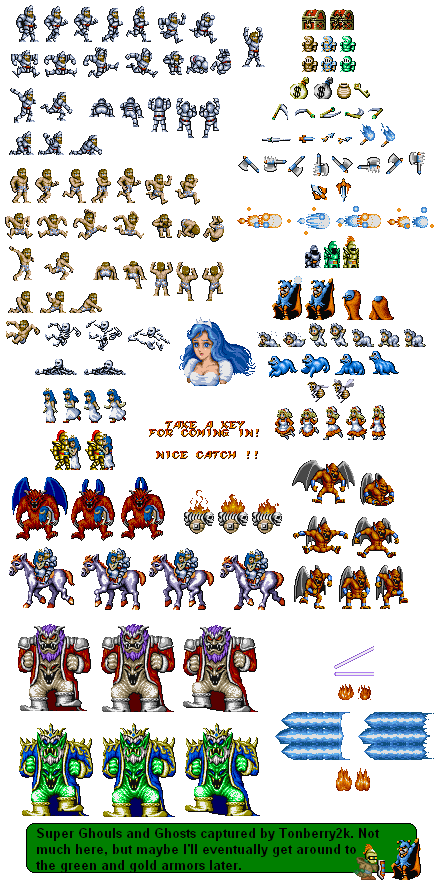 TAKE A KEY
FOR COMING IN!
NICE CATCH !!
Super Ghouls and Ghosts captured by Tonberry2k. Not
much here, but maybe I'll eventually get around to
the green and gold armors later.